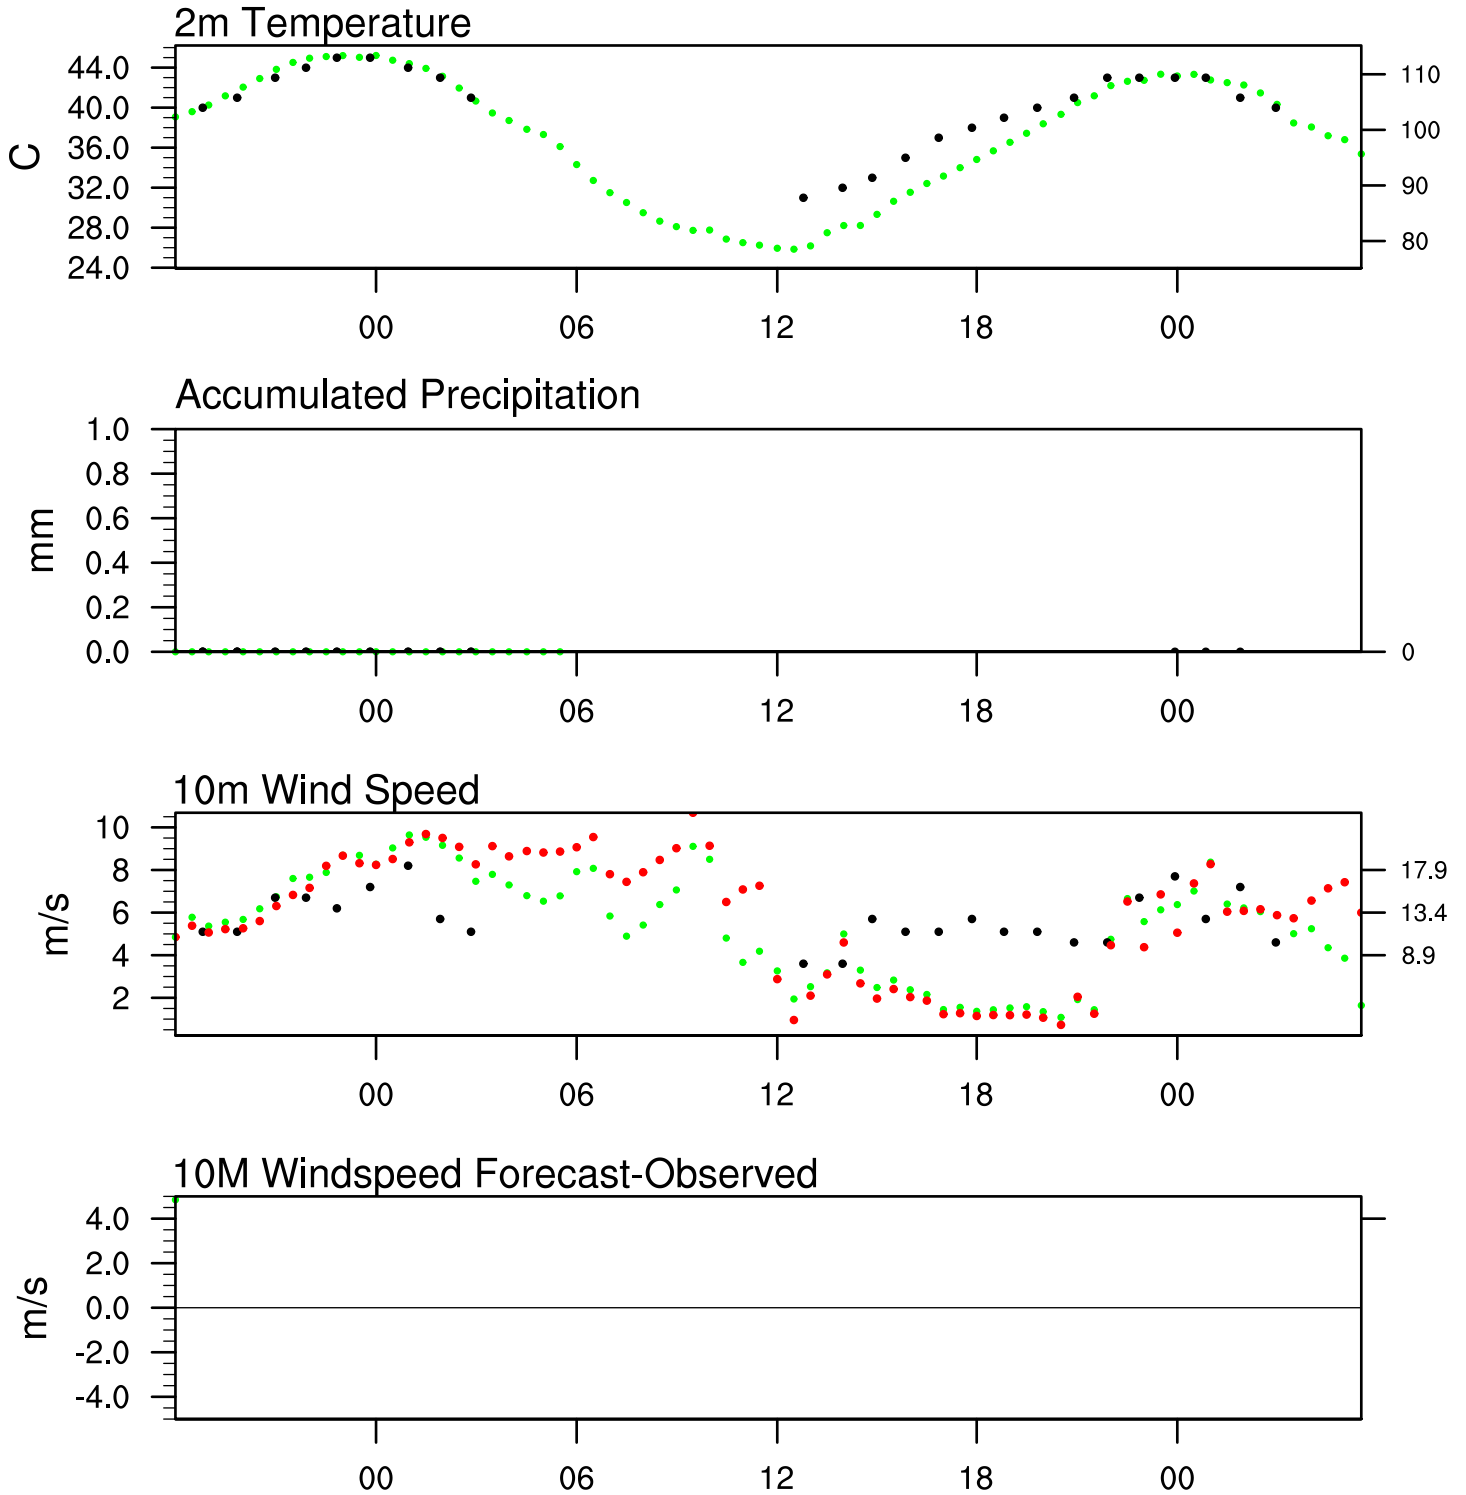 2m Temperature
44.0
40.0
36.0
32.0
28.0
24.0
C
110
100
90
80
00 06 12 18 00
Accumulated Precipitation
1.0
0.8
0.6
0.4
0.2
0.0
mm
0
00 06 12 18 00
10m Wind Speed
10
8
6
4
2
m/s
17.9
13.4
8.9
00 06 12 18 00
10M Windspeed Forecast-Observed
4.0
2.0
0.0
-2.0
-4.0
m/s
00 06 12 18 00